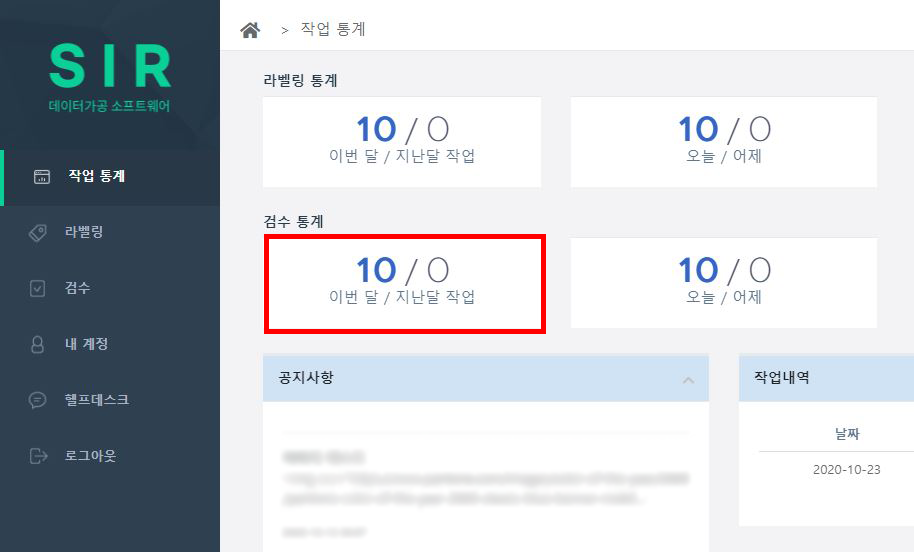 SIR
데이터가공 소프트웨어
작업 통계
라벨링
검수
내 계정
헬프데스크
로그아웃
> 작업 통계
라벨링 통계
10 / 0
이번 달 / 지난달 작업
10 / 0
오늘 / 어제
검수 통계
10 / 0
이번 달 / 지난달 작업
10 / 0
오늘 / 어제
공지사항
작업내역
날짜
2020-10-23